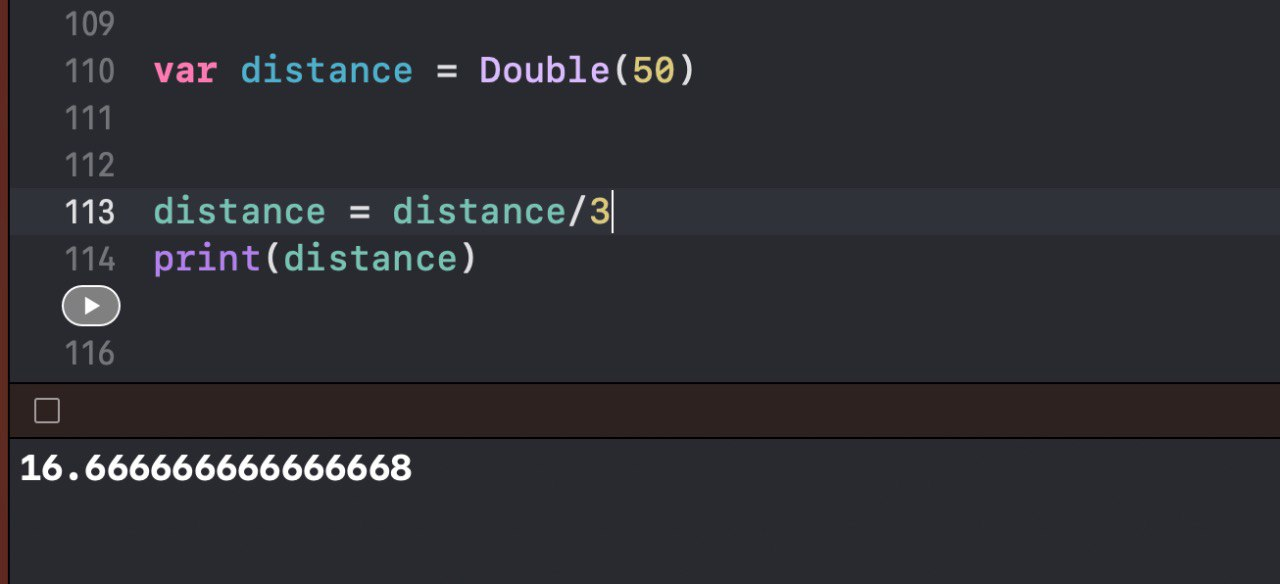 109
110 var distance = Double(50)
111
112
113 distance = distance/3
114 print(distance)
116
16.666666666666668